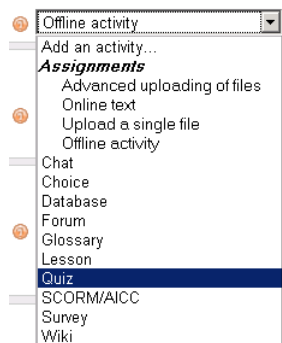 Offline activity
Add an activity...
Assignments
Advanced uploading of files
Online text
Upload a single file
Offline activity
Chat
Choice
Database
Forum
Glossary
Lesson
Quiz
SCORM/AICC
Survey
Wiki